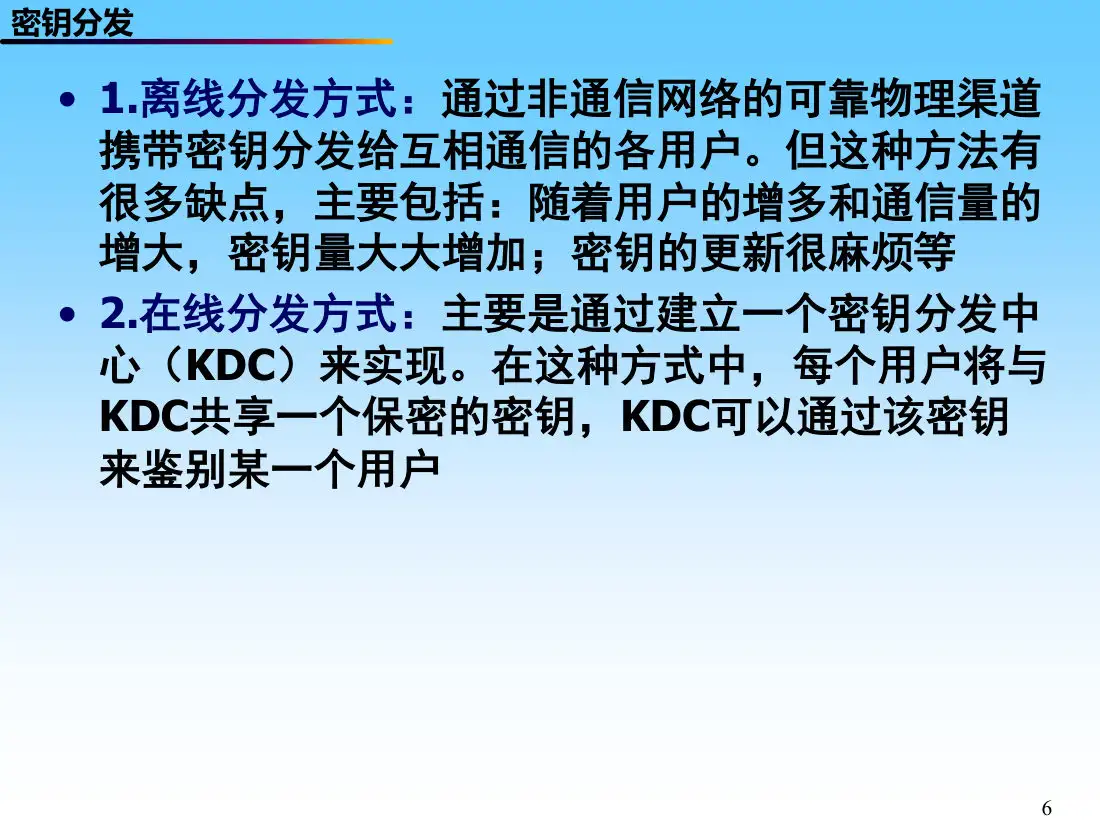 密钥分发
• 1.离线分发方式：通过非通信网络的可靠物理渠道
携带密钥分发给互相通信的各用户。但这种方法有
很多缺点，主要包括：随着用户的增多和通信量的
增大，密钥量大大增加；密钥的更新很麻烦等
• 2.在线分发方式：主要是通过建立一个密钥分发中
心（KDC）来实现。在这种方式中，每个用户将与
KDC共享一个保密的密钥，KDC可以通过该密钥
来鉴别某一个用户
6